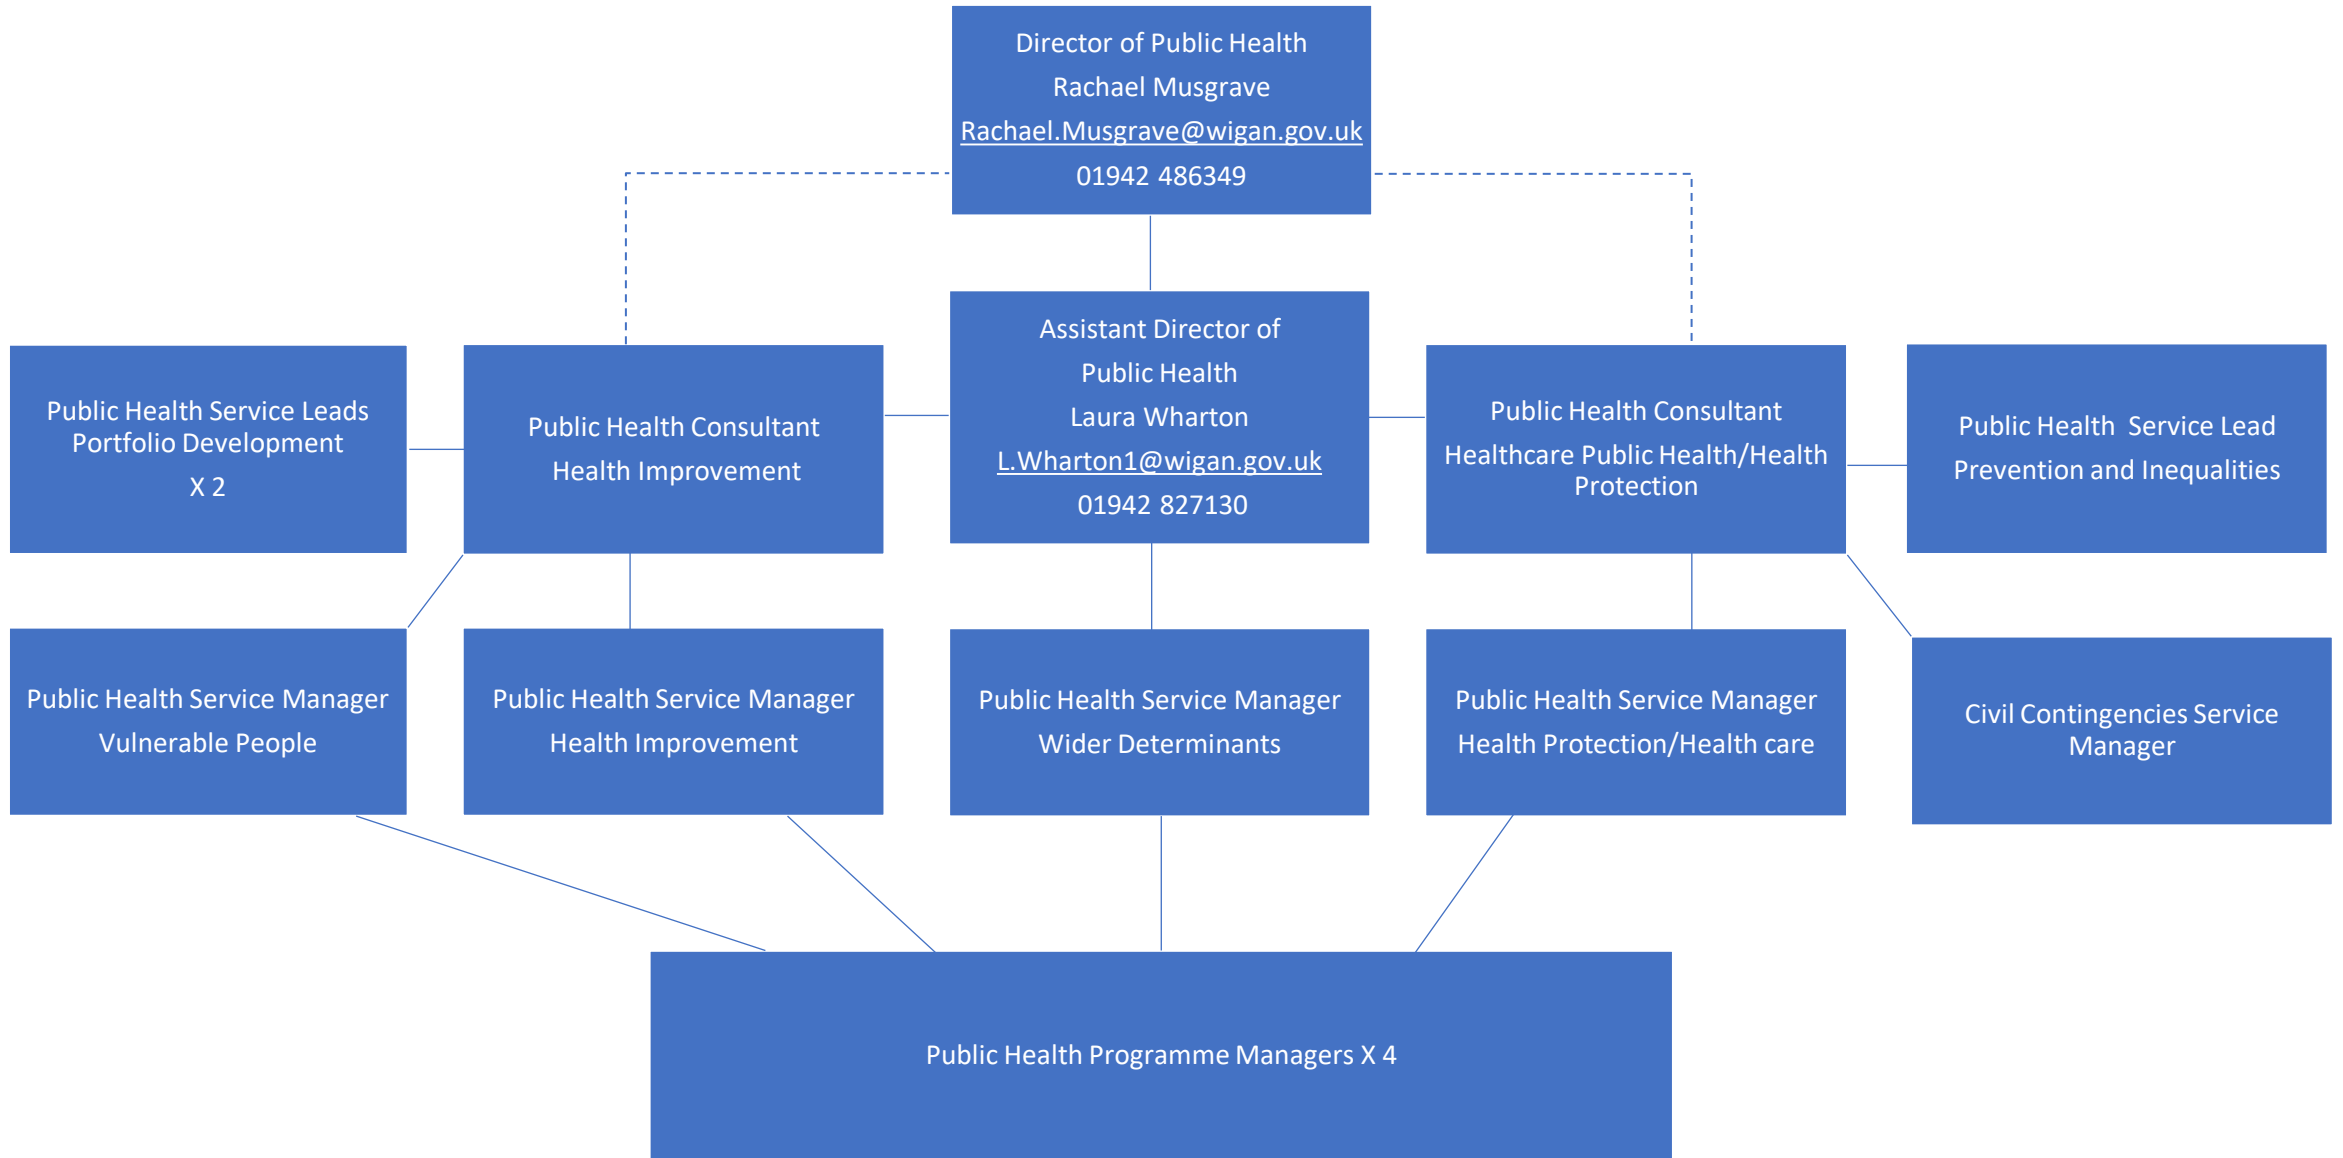 Director of Public Health
Rachael Musgrave
Rachael.Musgrave@wigan.gov.uk
01942 486349
Public Health Service Leads
Portfolio Development
X 2
Public Health Consultant
Health Improvement
Assistant Director of
Public Health
Laura Wharton
L.Wharton1@wigan.gov.uk
01942 827130
Public Health Consultant
Healthcare Public Health/Health
Protection
Public Health  Service Lead
Prevention and Inequalities
Public Health Service Manager
Vulnerable People
Public Health Service Manager
Health Improvement
Public Health Service Manager
Wider Determinants
Public Health Service Manager
Health Protection/Health care
Civil Contingencies Service
Manager
Public Health Programme Managers X 4